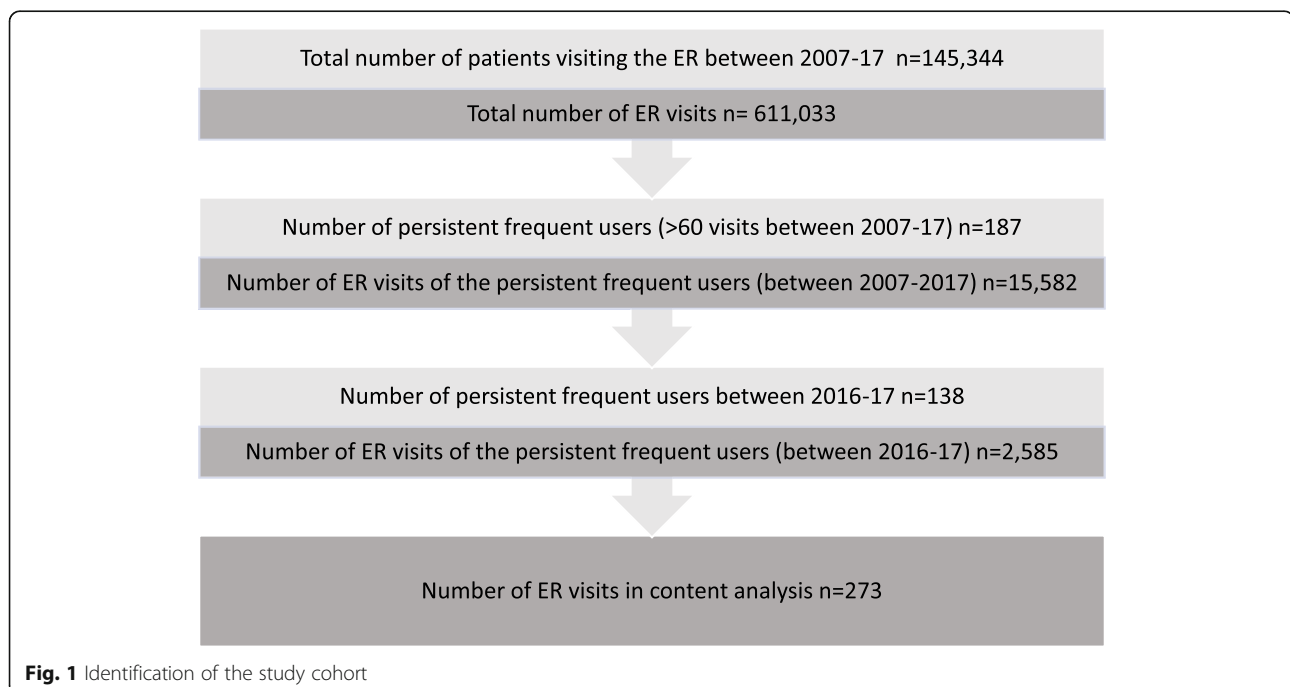 Total number of patients visiting the ER between 2007-17 n=145,344
Total number of ER visits n= 611,033
Number of persistent frequent users (>60 visits between 2007-17) n=187
Number of ER visits of the persistent frequent users (between 2007-2017) n=15,582
Number of persistent frequent users between 2016-17 n=138
Number of ER visits of the persistent frequent users (between 2016-17) n=2,585
Number of ER visits in content analysis n=273
Fig. 1 Identification of the study cohort